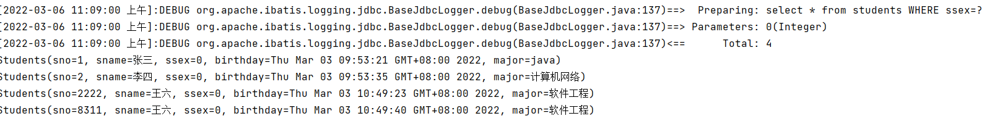 [2022-03-06 11:09:00 上午]:DEBUG org.apache.ibatis.logging.jdbc.BaseJdbcLogger.debug(BaseJdbcLogger.java:137)==>  Preparing: select * from students WHERE ssex=?
[2022-03-06 11:09:00 上午]:DEBUG org.apache.ibatis.logging.jdbc.BaseJdbcLogger.debug(BaseJdbcLogger.java:137)==> Parameters: 0(Integer)
[2022-03-06 11:09:00 上午]:DEBUG org.apache.ibatis.logging.jdbc.BaseJdbcLogger.debug(BaseJdbcLogger.java:137)<==      Total: 4
Students(sno=1, sname=张三, ssex=0, birthday=Thu Mar 03 09:53:21 GMT+08:00 2022, major=java)
Students(sno=2, sname=李四, ssex=0, birthday=Thu Mar 03 09:53:35 GMT+08:00 2022, major=计算机网络)
Students(sno=2222, sname=王六, ssex=0, birthday=Thu Mar 03 10:49:23 GMT+08:00 2022, major=软件工程)
Students(sno=8311, sname=王六, ssex=0, birthday=Thu Mar 03 10:49:40 GMT+08:00 2022, major=软件工程)